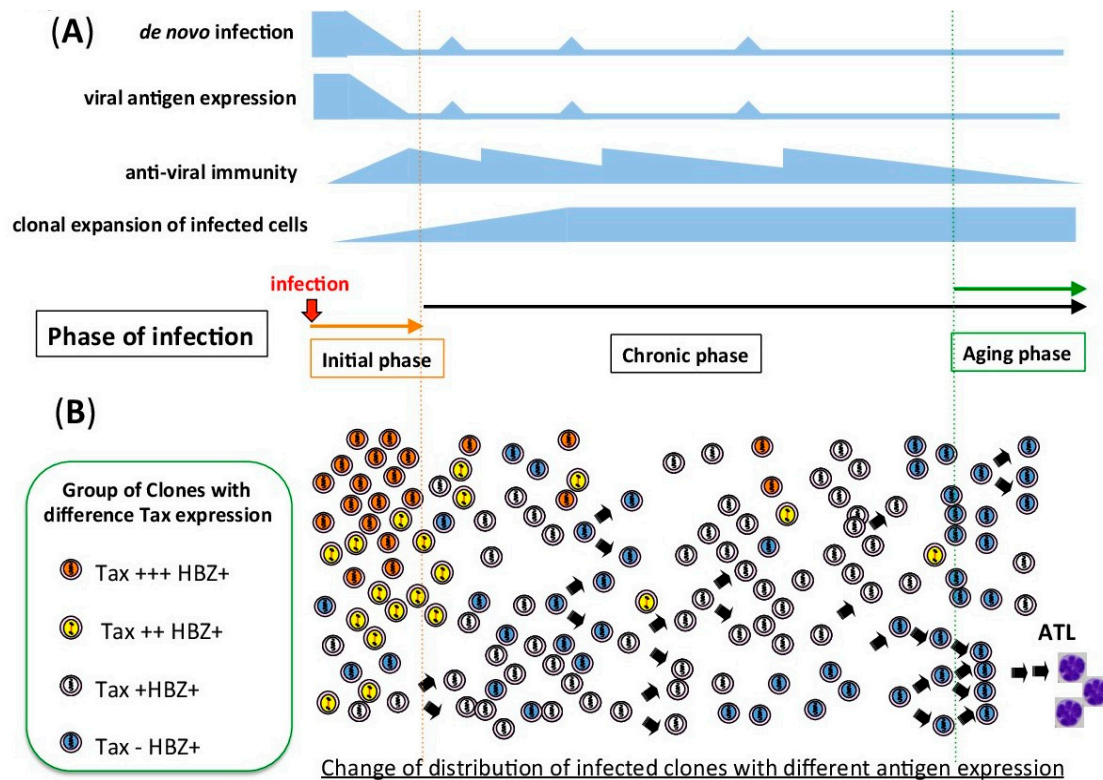 (A)
de novo infection
viral antigen expression
anti-viral immunity
clonal expansion of infected cells
infection
Phase of infection
Initial phase
Chronic phase
Aging phase
(B)
Group of Clones with
difference Tax expression
Tax +++ HBZ+
Tax ++ HBZ+
Tax +HBZ+
Tax - HBZ+
ATL
Change of distribution of infected clones with different antigen expression